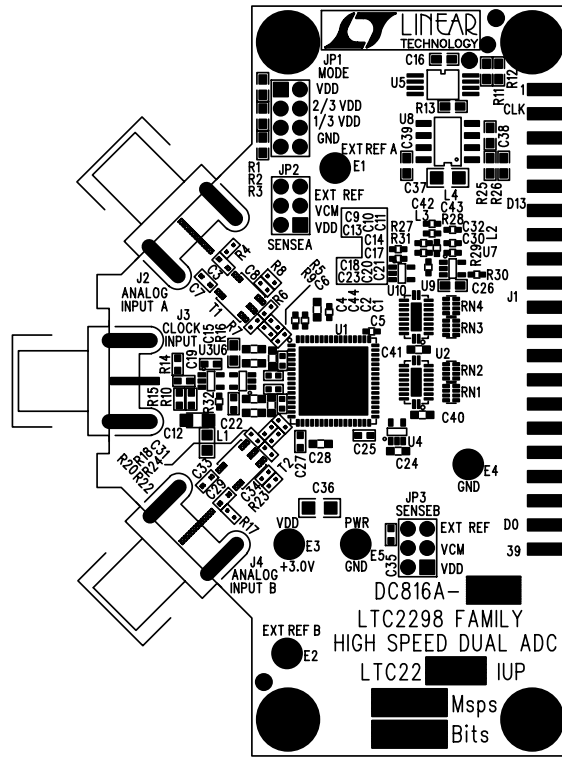 LINEAR
TECHNOLOGY
JP1
MODE
VDD
2/3 VDD
1/3 VDD
GND
R1
R2
R3
C16
U5
R11
R12
R13
U8
C39
C38
C37
L4
R25
R26
1
CLK
D13
J1
D0
39
EXT REF A
E1
JP2
EXT REF
VCM
VDD
SENSEA
C9
C13
C10
C11
C14
C17
C18
C23
C20
C21
C42
C43
L3
R28
R27
R31
C32
C30
L2
U7
R29
R30
C26
U10
U9
RN4
RN3
U2
RN2
RN1
C41
C40
U4
C24
C25
J2
ANALOG
INPUT A
C7
C3
R4
T1
C8
R8
R7
R6
R5
R9
C6
C4
C44
C2
C1
C5
U1
J3
CLOCK
INPUT
R14
C19
C15
R16
U3
U6
R15
R10
R32
C12
L1
C22
C31
R18
R24
R20
R22
C33
C29
C34
R23
T2
R17
C27
C28
C36
J4
ANALOG
INPUT B
VDD
E3
+3.0V
PWR
GND
E5
E4
GND
JP3
SENSEB
EXT REF
VCM
VDD
C35
DC816A-
LTC2298 FAMILY
HIGH SPEED DUAL ADC
LTC22 IUP
Msps
Bits
EXT REF B
E2